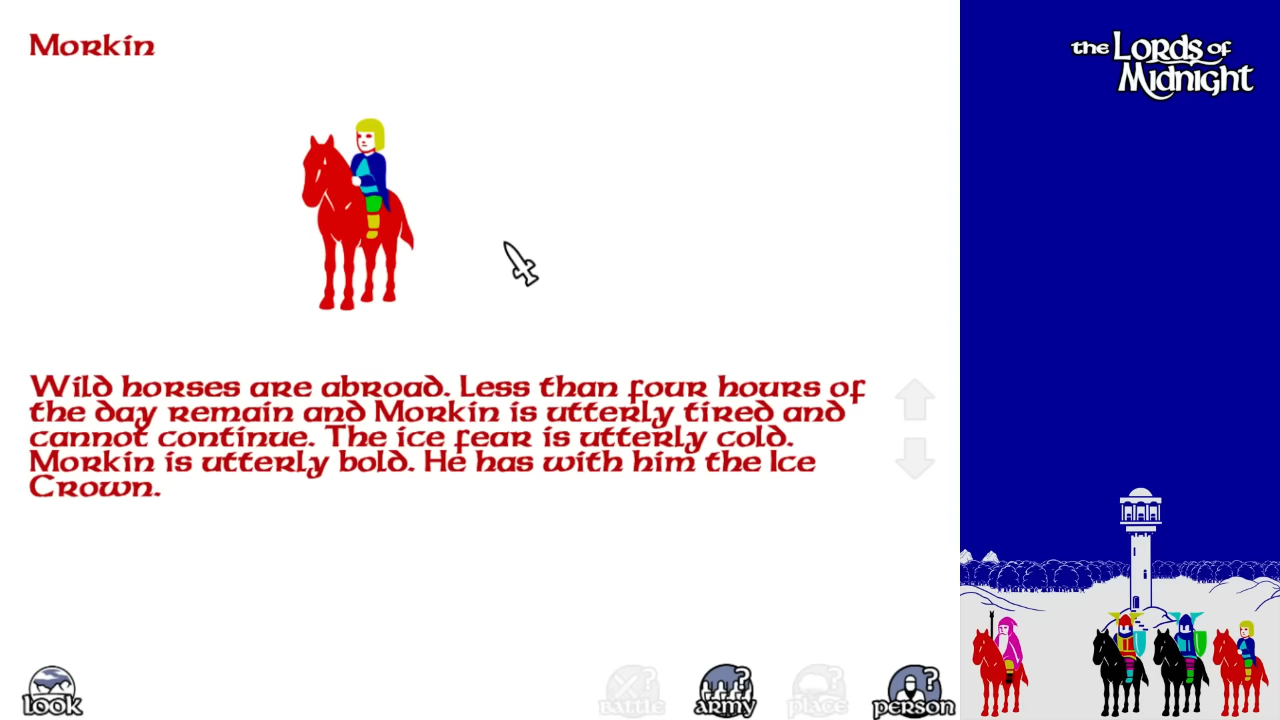 Morkin
the Lords of
Midnight
Wild horses are abroad. Less than four hours of
the day remain and Morkin is utterly tired and
cannot continue. The ice fear is utterly cold.
Morkin is utterly bold. He has with him the Ice
Crown.
look
BATTLE
ARMY
place
person